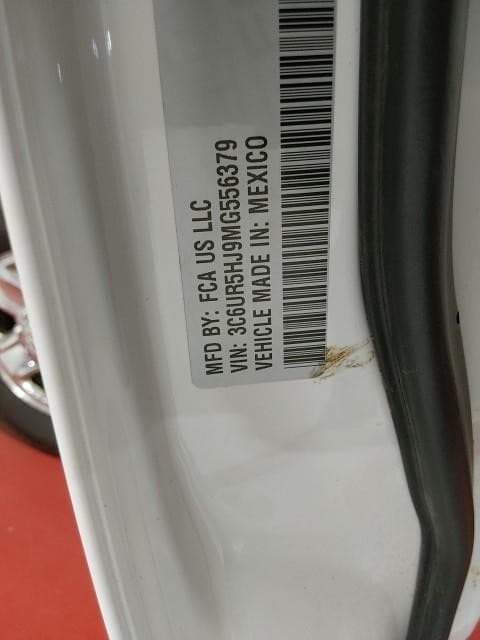 MFD BY: FCA US LLC
VIN: 3C6UR5HJ9MG556379
VEHICLE MADE IN: MEXICO